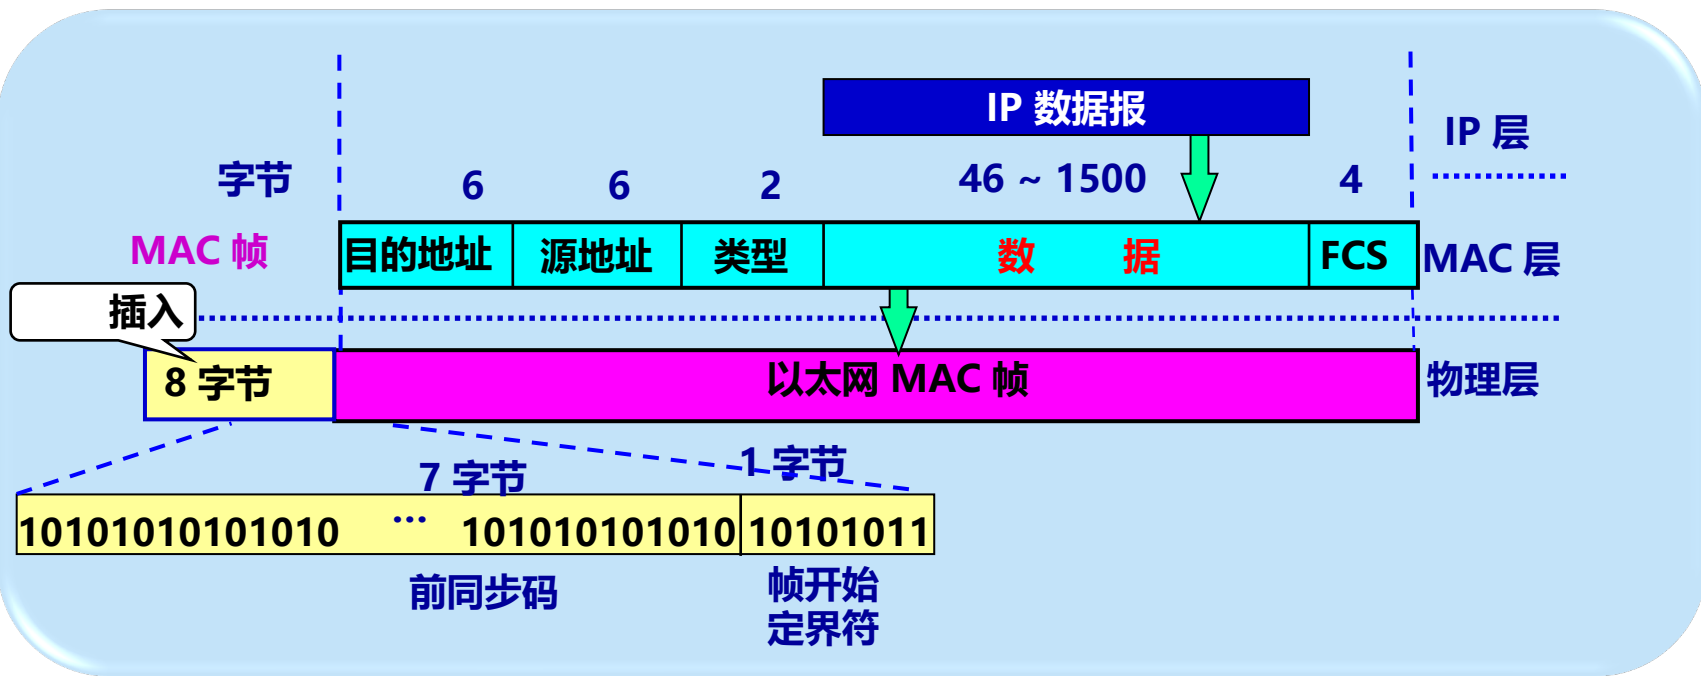 IP 数据报
IP 层
字节 6 6 2 46 ~ 1500 4
MAC 帧 目的地址 源地址 类型 数 据 FCS MAC 层
插入
8 字节 以太网 MAC 帧 物理层
7 字节 1 字节
10101010101010 ... 101010101010 10101011
前同步码 帧开始
定界符